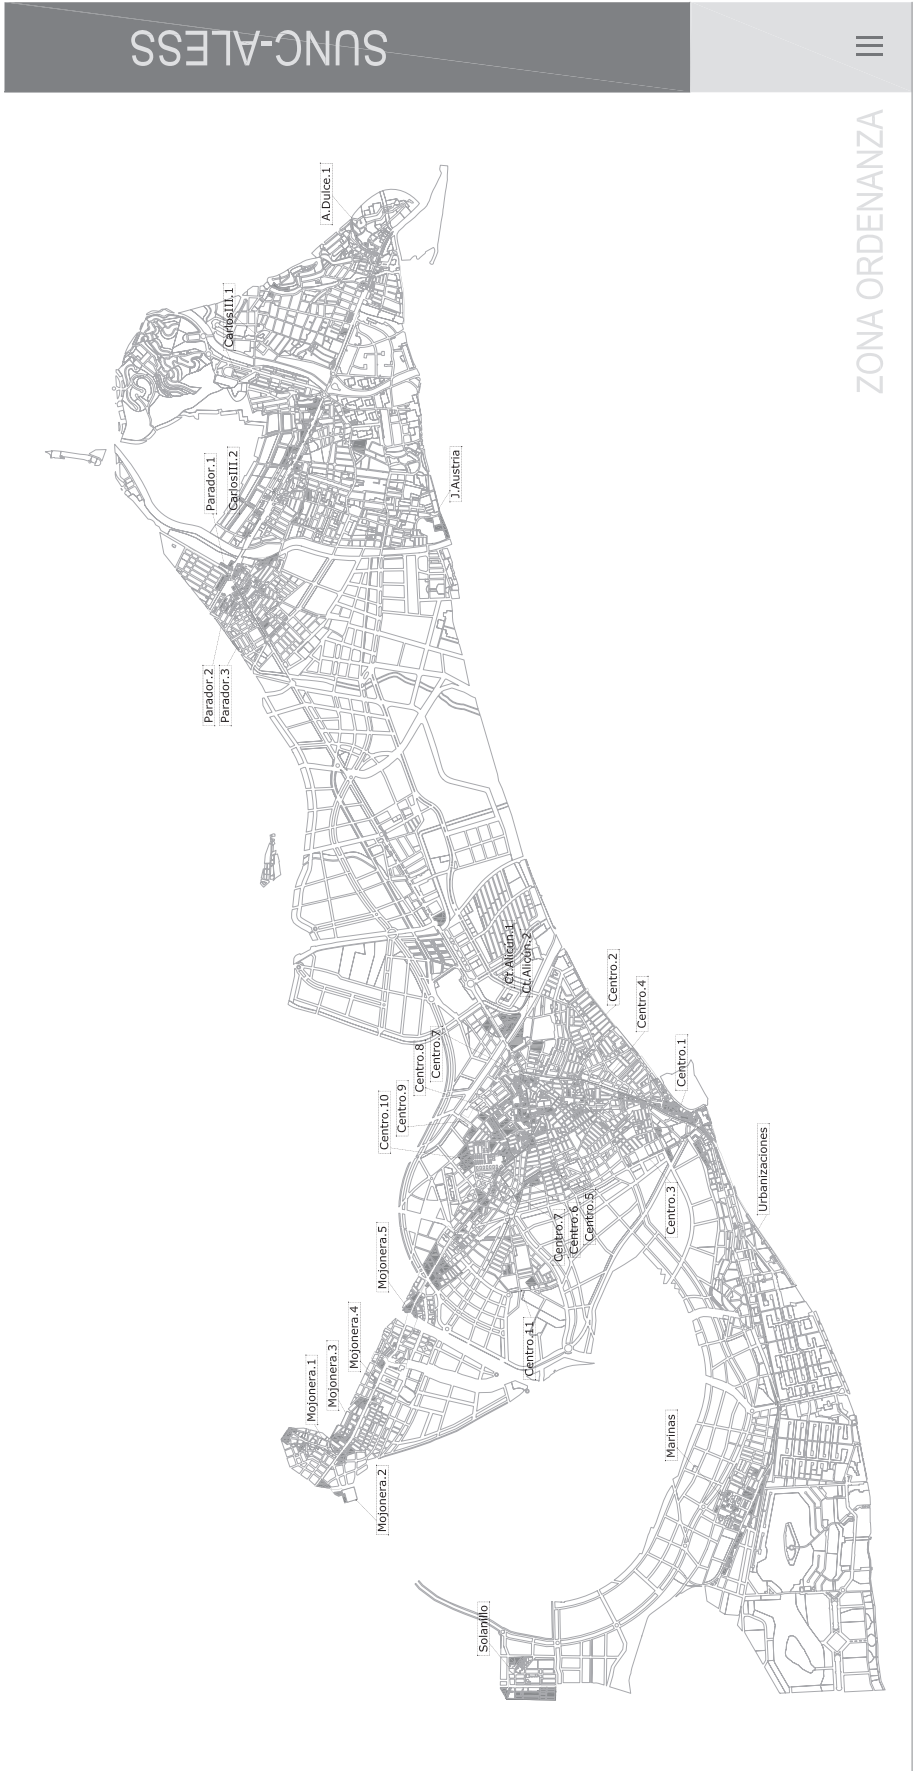 SUNC-ALESS
ZONA ORDENANZA
A.Dulce.1
CarlosIII.1
Parador.1
CarlosIII.2
J.Austria
Parador.2
Parador.3
Ct.Alicún.1
Ct.Alicún.2
Centro.2
Centro.4
Centro.1
Centro.8
Centro.7
Centro.10
Centro.9
Urbanizaciones
Centro.3
Centro.7
Centro.6
Centro.5
Mojonera.5
Mojonera.4
Mojonera.3
Mojonera.1
Centro.11
Marinas
Mojonera.2
Solanillo